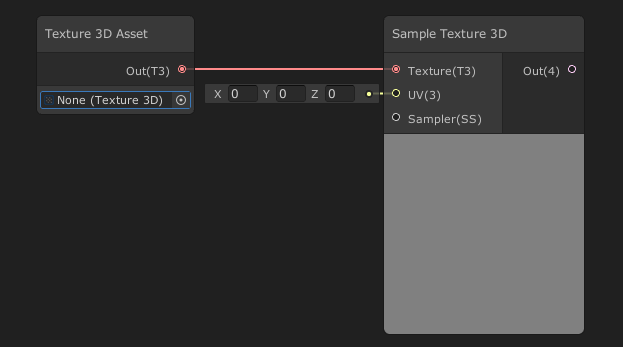 Texture 3D Asset
Out(T3)
None (Texture 3D)
X 0 Y 0 Z 0
Sample Texture 3D
Texture(T3)
Out(4)
UV(3)
Sampler(SS)